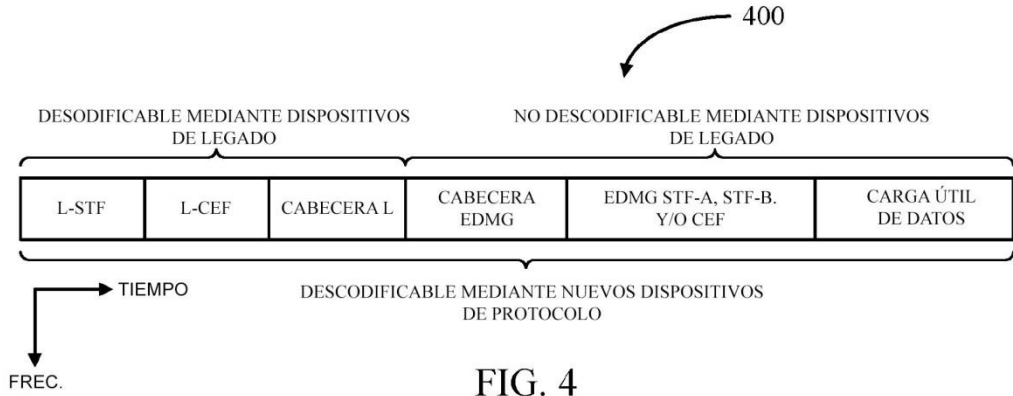 400
DESODIFICABLE MEDIANTE DISPOSITIVOS
DE LEGADO
NO DESCODIFICABLE MEDIANTE DISPOSITIVOS
DE LEGADO
L-STF
L-CEF
CABECERA L
CABECERA
EDMG
EDMG STF-A, STF-B.
Y/O CEF
CARGA ÚTIL
DE DATOS
TIEMPO
DESCODIFICABLE MEDIANTE NUEVOS DISPOSITIVOS
DE PROTOCOLO
FREC.
FIG. 4